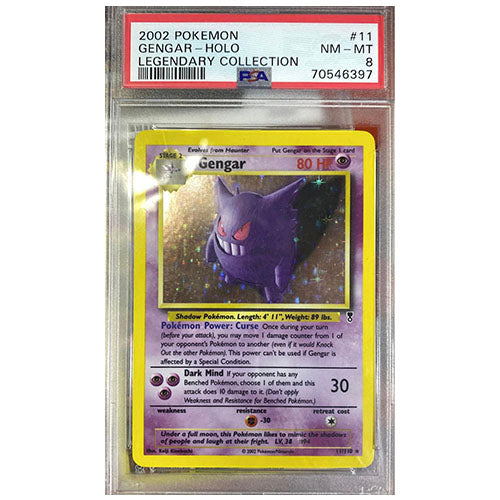 2002 POKEMON #11
GENGAR - HOLO NM - MT
LEGENDARY COLLECTION 8
PSA 70546397
Evolves from Haunter Put Gengar on the Stage 1 card
STAGE 2
Gengar 80 HP
Shadow Pokémon. Length: 4' 11", Weight: 89 lbs.
Pokémon Power: Curse Once during your turn
(before your attack), you may move 1 damage counter from 1 of
your opponent's Pokémon to another (even if it would Knock
Out the other Pokémon). This power can't be used if Gengar is
affected by a Special Condition.
Dark Mind If your opponent has any
Benched Pokémon, choose 1 of them and this
attack does 10 damage to it. (Don't apply
Weakness and Resistance for Benched Pokémon.)
30
weakness resistance retreat cost
-30
Under a full moon, this Pokémon likes to mimic the shadows
of people and laugh at their fright. LV. 38 #94
Illus. Keiji Kinebuchi ©2002 Pokémon/Nintendo 11/110